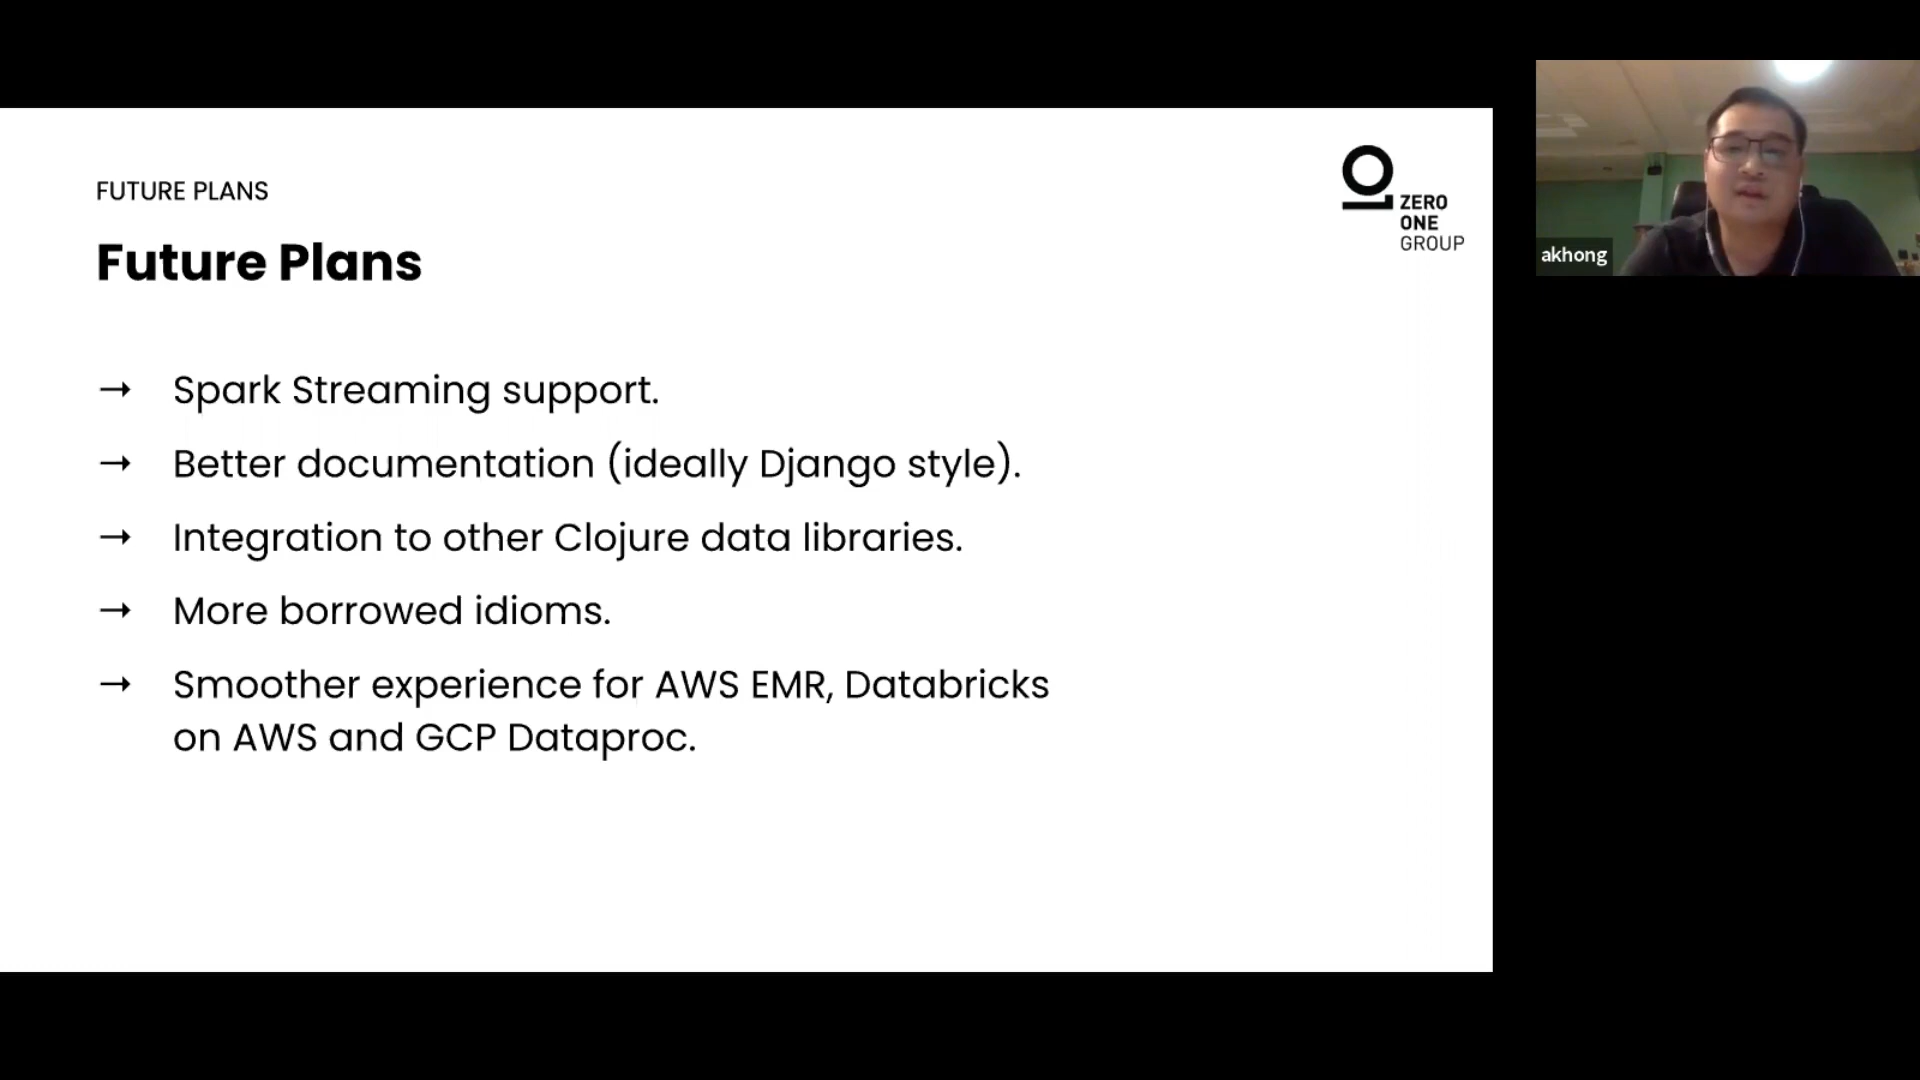 FUTURE PLANS
Future Plans
ZERO
ONE
GROUP
→ Spark Streaming support.
→ Better documentation (ideally Django style).
→ Integration to other Clojure data libraries.
→ More borrowed idioms.
→ Smoother experience for AWS EMR, Databricks
on AWS and GCP Dataproc.
akhong